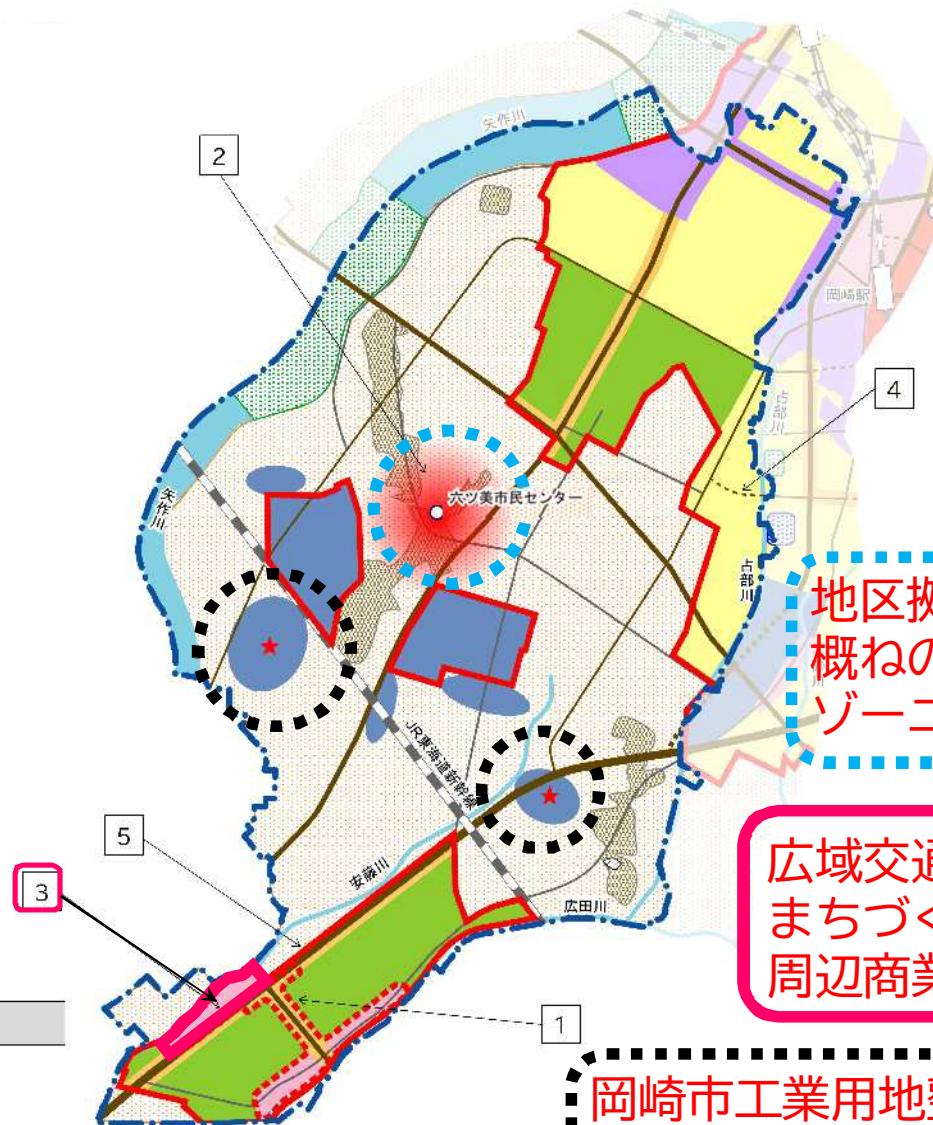 矢作川
2
岡崎駅
占部川
4
六ツ美市民センター
矢作川
占部川
地区拠
概ねの
ゾーニ
JR東海道新幹線
5
安藤川
3
広田川
広域交通
まちづく
周辺商業
1
岡崎市工業用地整